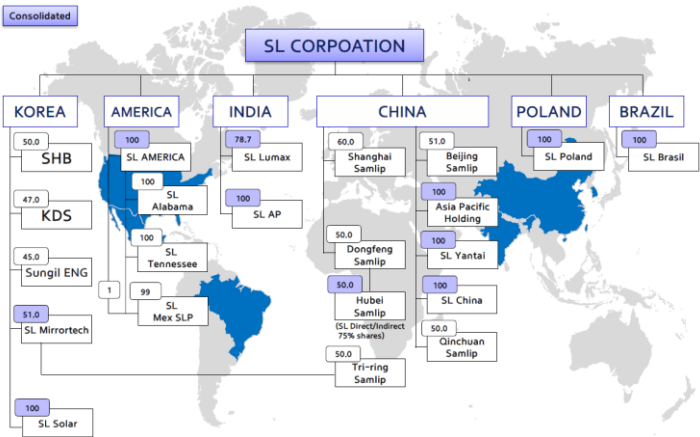 Consolidated
SL CORPOATION
KOREA
AMERICA
INDIA
CHINA
POLAND
BRAZIL
50.0
SHB
47.0
KDS
45.0
Sungil ENG
51.0
SL Mirrortech
100
SL Solar
100
SL AMERICA
100
SL
Alabama
100
SL
Tennessee
1
99
SL
Mex SLP
78.7
SL Lumax
100
SL AP
60.0
Shanghai
Samlip
50.0
Dongfeng
Samlip
50.0
Hubei
Samlip
(SL Direct/Indirect
75% shares)
50.0
Tri-ring
Samlip
51.0
Beijing
Samlip
100
Asia Pacific
Holding
100
SL Yantai
100
SL China
50.0
Qinchuan
Samlip
100
SL Poland
100
SL Brasil